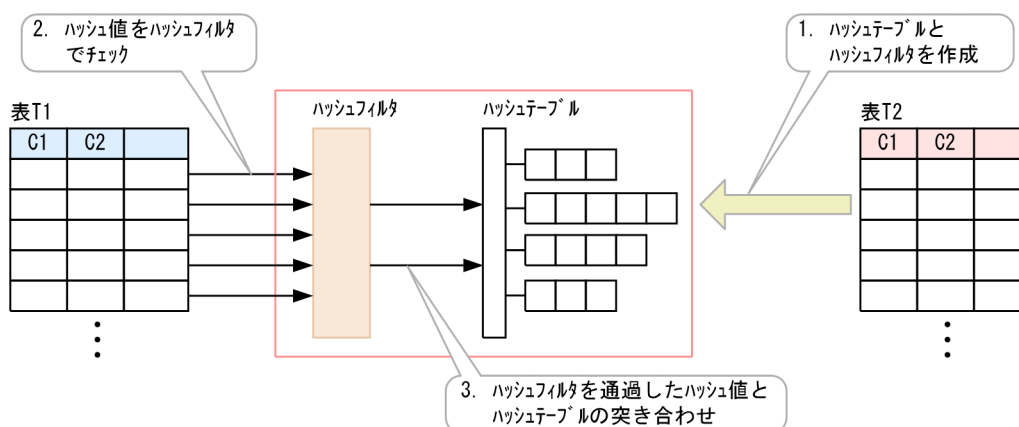 2. ﾊｯｼｭ値をﾊｯｼｭﾌｨﾙﾀ
でチェック
1. ﾊｯｼｭﾃｰﾌﾞﾙと
ﾊｯｼｭﾌｨﾙﾀを作成
表T1
ﾊｯｼｭﾌｨﾙﾀ
ﾊｯｼｭﾃｰﾌﾞﾙ
表T2
C1 C2
C1 C2
3. ﾊｯｼｭﾌｨﾙﾀを通過したﾊｯｼｭ値と
ﾊｯｼｭﾃｰﾌﾞﾙの突き合わせ